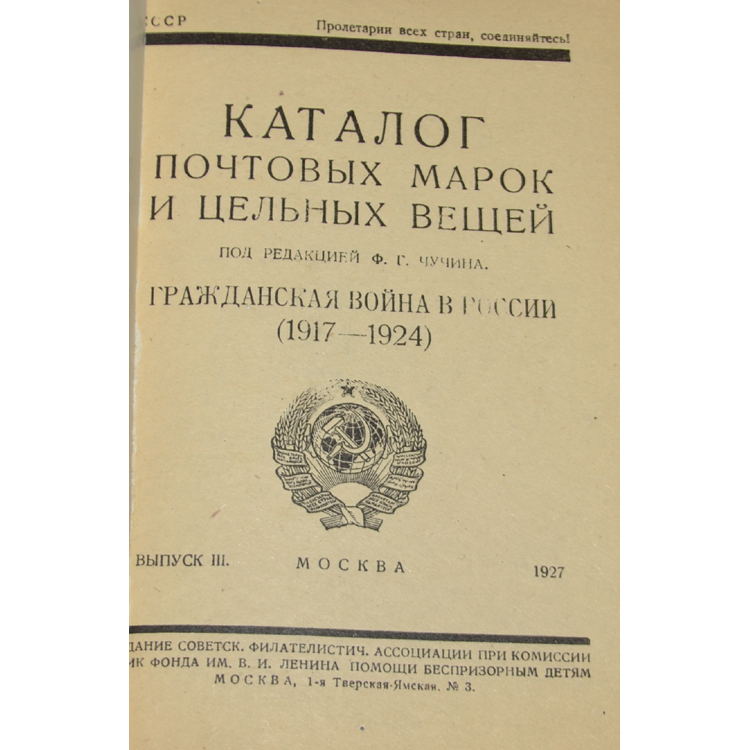 СССР
Пролетарии всех стран, соединяйтесь!
КАТАЛОГ
ПОЧТОВЫХ МАРОК
И ЦЕЛЬНЫХ ВЕЩЕЙ
ПОД РЕДАКЦИЕЙ Ф. Г. ЧУЧИНА.
ГРАЖДАНСКАЯ ВОЙНА В РОССИИ
(1917—1924)
ВЫПУСК III. МОСКВА 1927
ДАНИЕ СОВЕТСК. ФИЛАТЕЛИСТИЧ. АССОЦИАЦИИ ПРИ КОМИССИИ
ИК ФОНДА ИМ. В. И. ЛЕНИНА ПОМОЩИ БЕСПРИЗОРНЫМ ДЕТЯМ
МОСКВА, 1-я Тверская-Ямская, № 3.